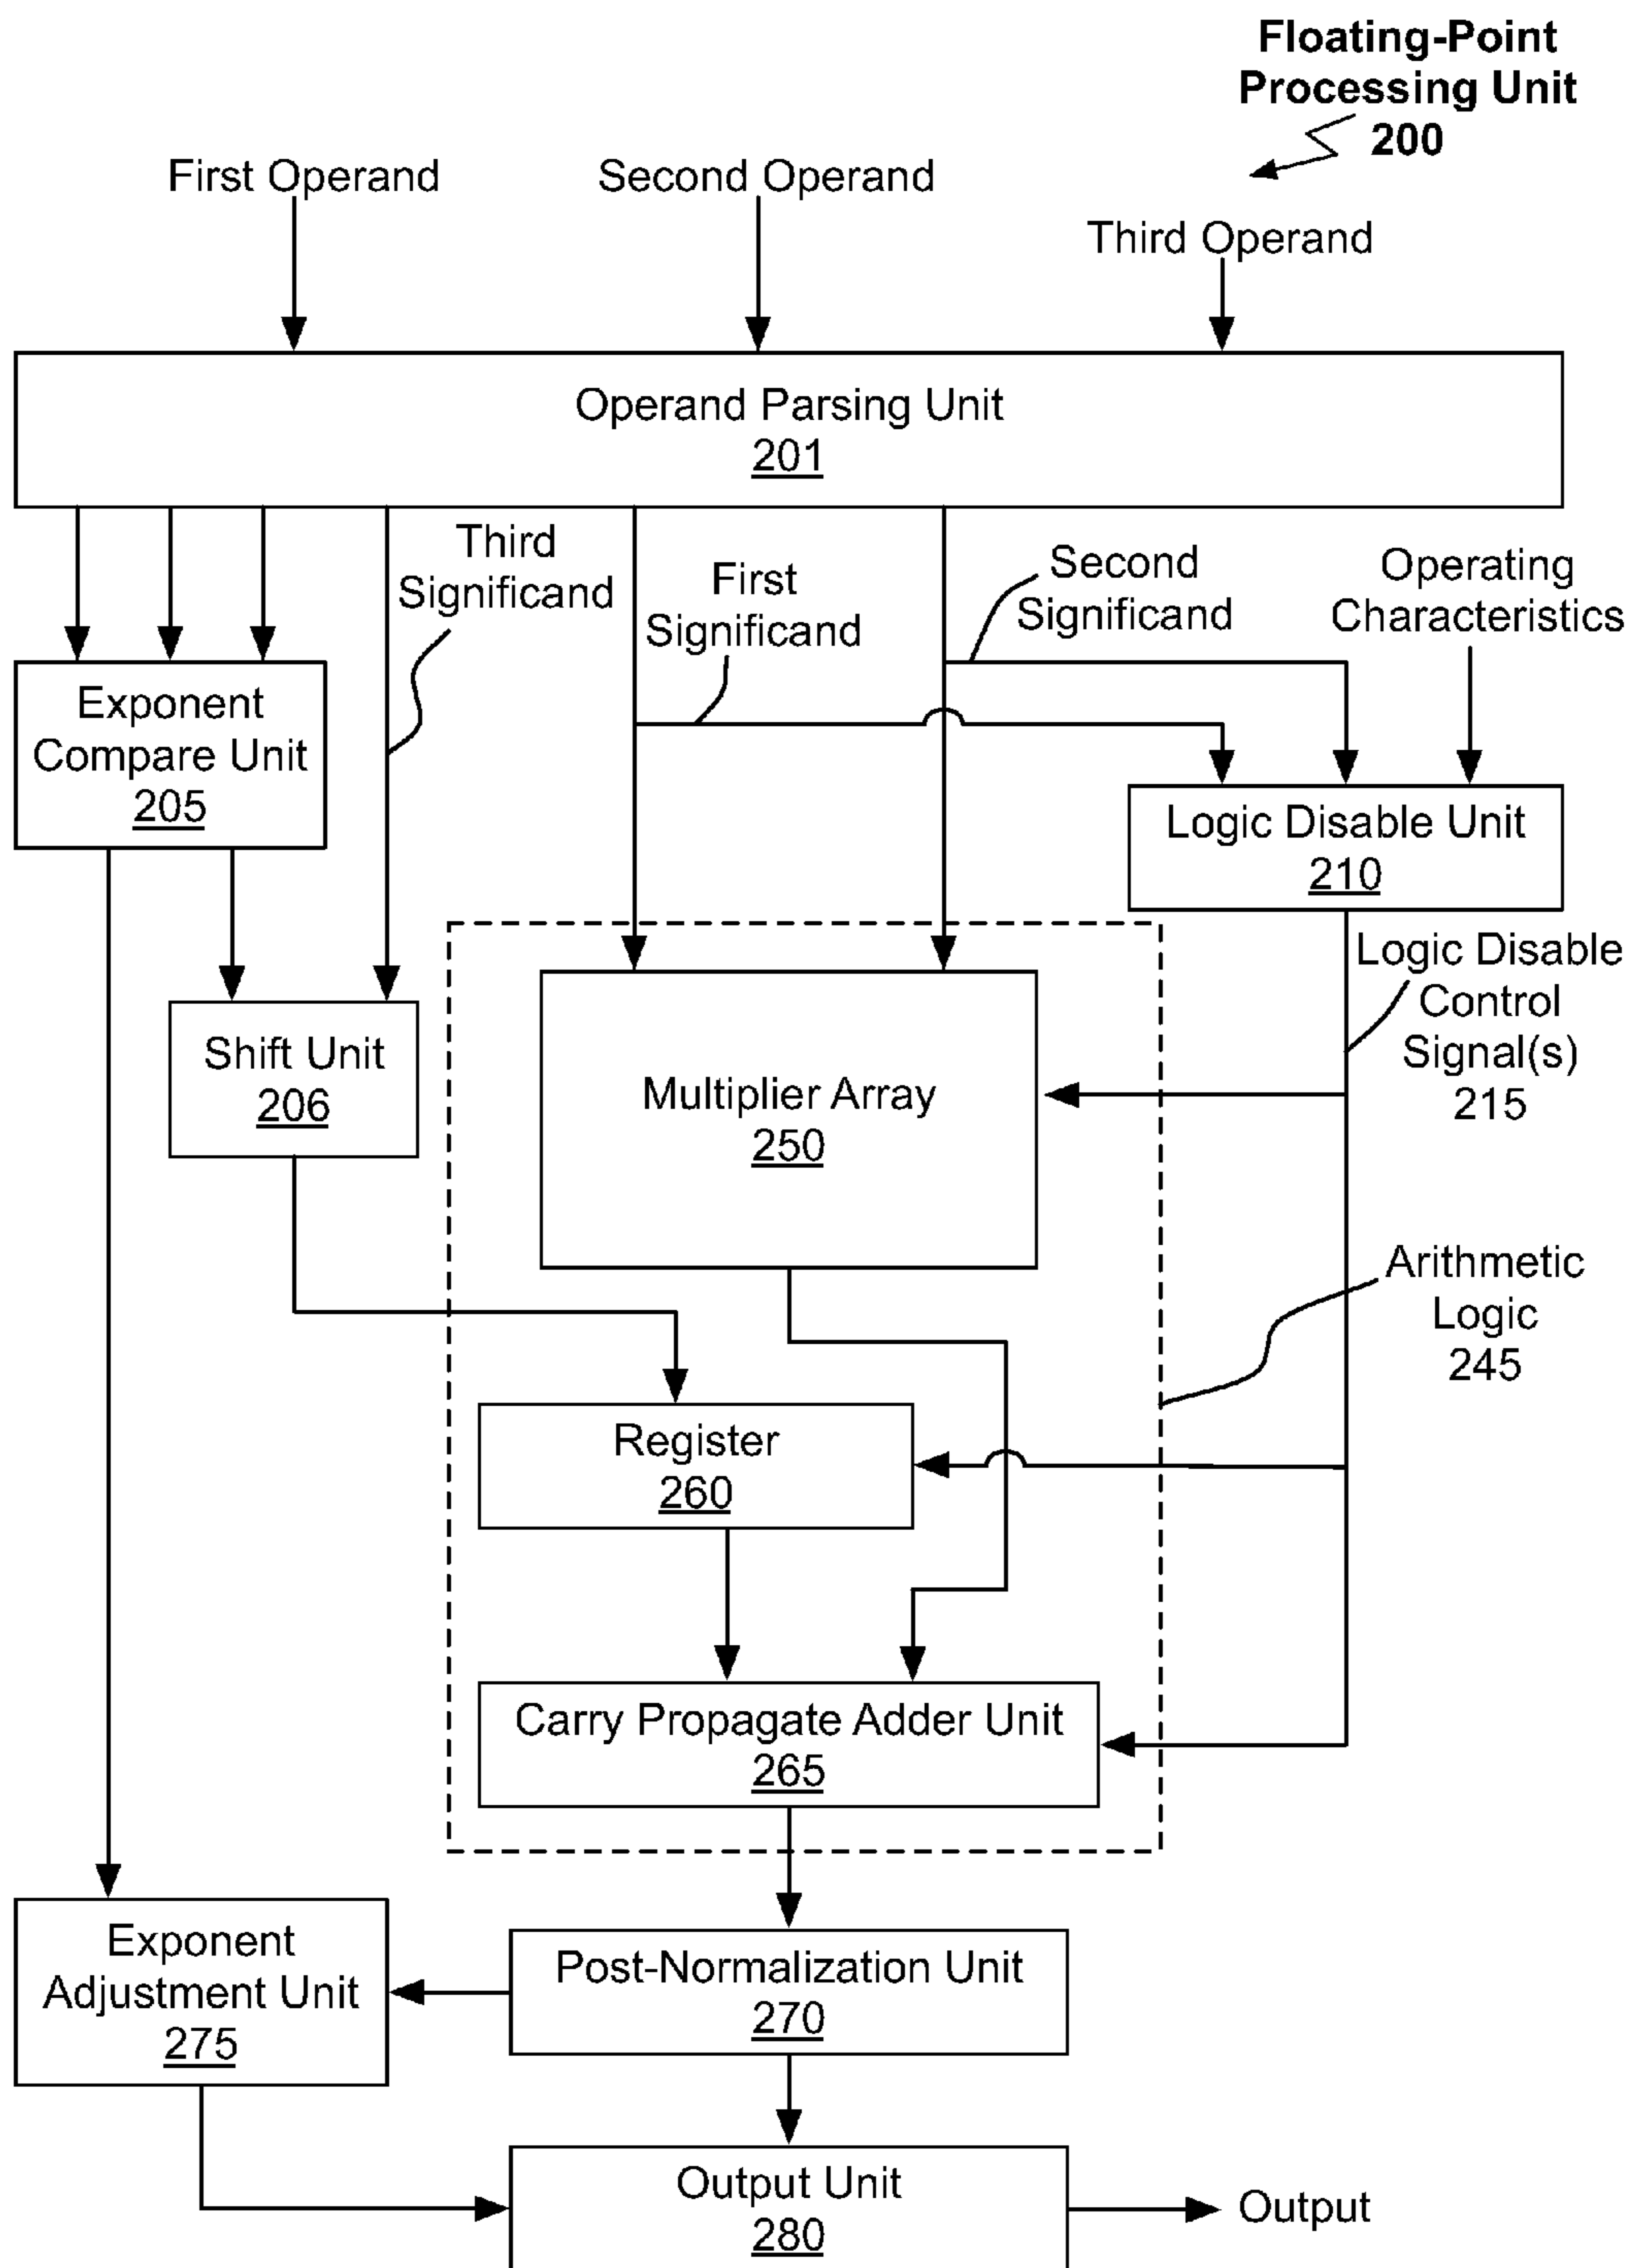 Floating-Point
Processing Unit
200
First Operand
Second Operand
Third Operand
Operand Parsing Unit
201
Third
Significand
First
Significand
Second
Significand
Operating
Characteristics
Exponent
Compare Unit
205
Logic Disable Unit
210
Logic Disable
Control
Signal(s)
215
Shift Unit
206
Multiplier Array
250
Arithmetic
Logic
245
Register
260
Carry Propagate Adder Unit
265
Exponent
Adjustment Unit
275
Post-Normalization Unit
270
Output Unit
280
Output